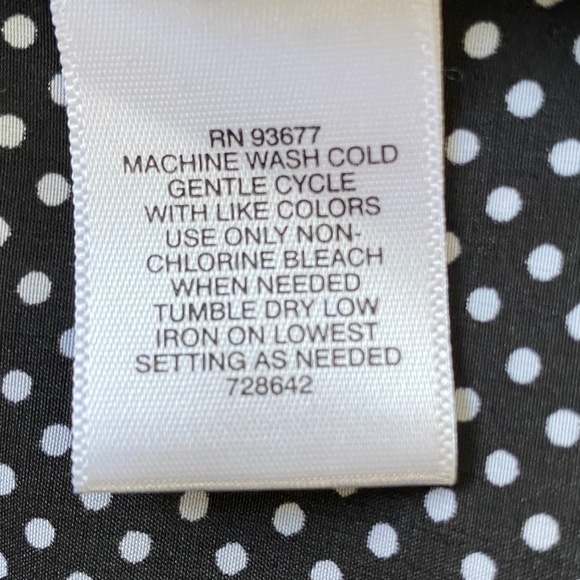 RN 93677
MACHINE WASH COLD
GENTLE CYCLE
WITH LIKE COLORS
USE ONLY NON-
CHLORINE BLEACH
WHEN NEEDED
TUMBLE DRY LOW
IRON ON LOWEST
SETTING AS NEEDED
728642